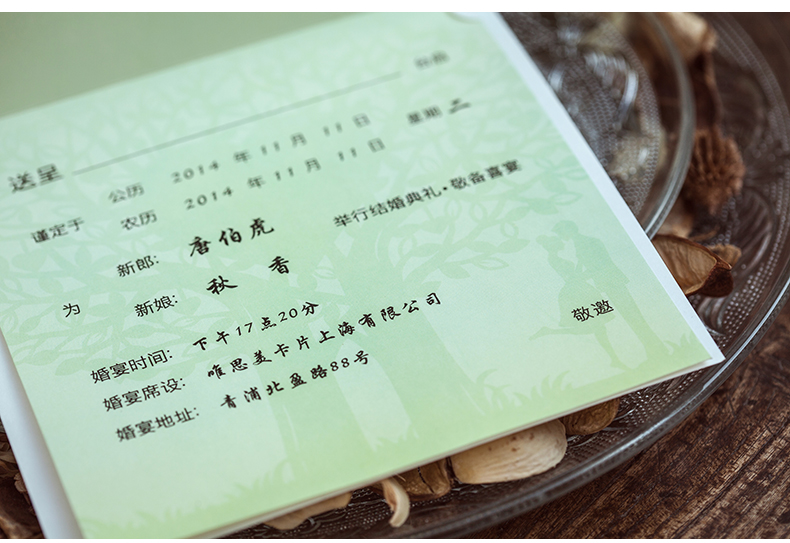 送呈 台启
谨定于 公历 2014 年 11 月 11 日 星期 二
农历 2014 年 11 月 11 日
为 新郎: 唐伯虎 举行结婚典礼·敬备喜宴
新娘: 秋香
敬邀
婚宴时间: 下午17点20分
婚宴席设: 唯思美卡片上海有限公司
婚宴地址: 青浦北盈路88号